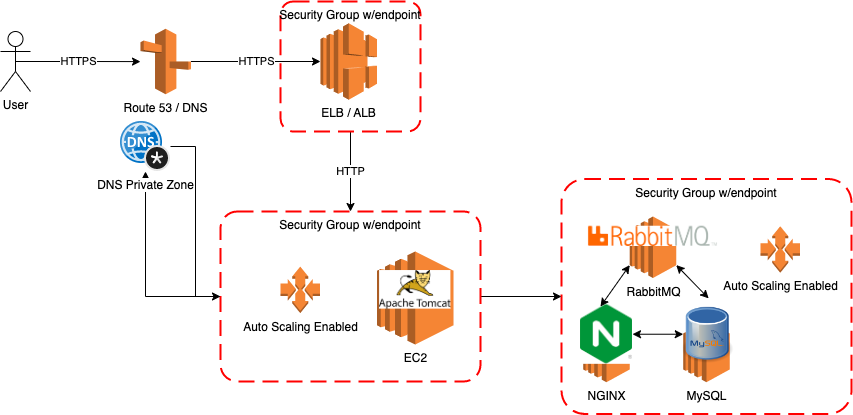 Security Group w/endpoint
HTTPS
HTTPS
User
Route 53 / DNS
ELB / ALB
DNS
DNS Private Zone
HTTP
Security Group w/endpoint
Auto Scaling Enabled
Apache Tomcat
EC2
Security Group w/endpoint
RabbitMQ
RabbitMQ
Auto Scaling Enabled
N
MySQL
NGINX
MySQL